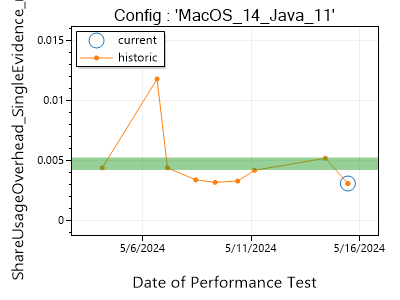 Config : 'MacOS_14_Java_11'
ShareUsageOverhead_SingleEvidence_
current
historic
0.015
0.01
0.005
0
5/6/2024
5/11/2024
5/16/2024
Date of Performance Test